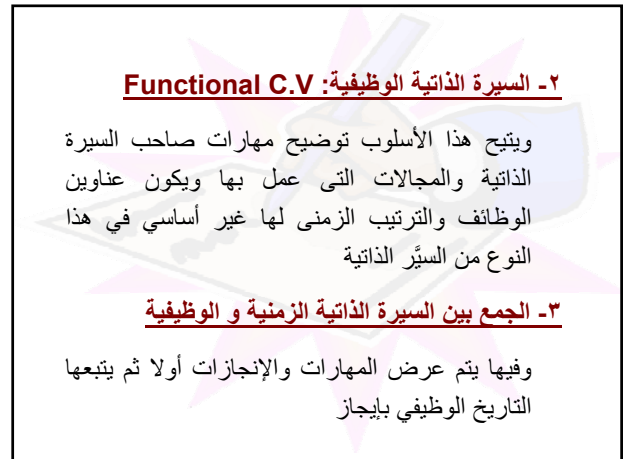 ٢- السيرة الذاتية الوظيفية: Functional C.V
ويتيح هذا الأسلوب توضيح مهارات صاحب السيرة
الذاتية والمجالات التى عمل بها ويكون عناوين
الوظائف والترتيب الزمنى لها غير أساسي في هذا
النوع من السيَّر الذاتية
٣- الجمع بين السيرة الذاتية الزمنية و الوظيفية
وفيها يتم عرض المهارات والإنجازات أولا ثم يتبعها
التاريخ الوظيفي بإيجاز